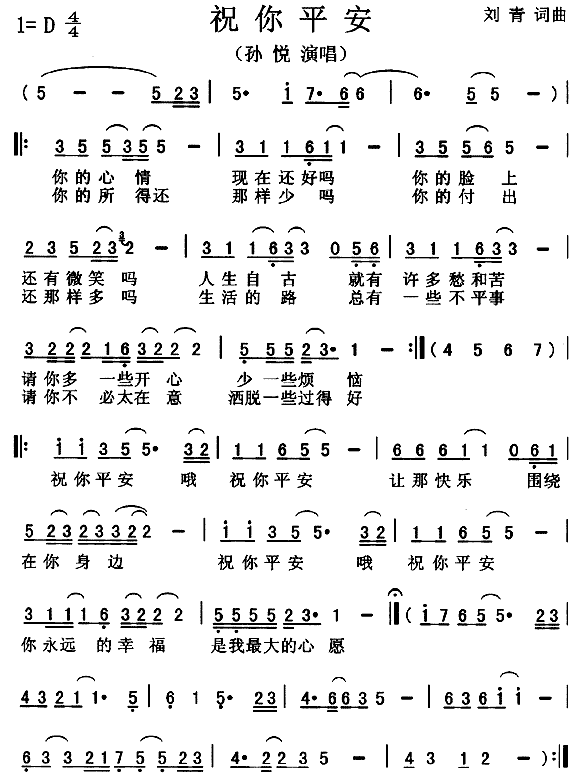 祝你平安
1=D 4/4
刘青 词曲
（孙悦 演唱）
( 5 - - 5 2 3 | 5· i 7· 6 6 | 6· 5 5 - ) |
‖: 3 5 5 3 5 5 - | 3 1 1 6 1 1 - | 3 5 5 6 5 - |
你的心 情 现在还好吗 你的脸 上
你的所 得还 那样少 吗 你的付 出
2 3 5 2 3 2 - | 3 1 1 6 3 3 0 5 6 | 3 1 1 6 3 3 - |
还有微笑吗 人生自 古 就有 许多愁和苦
还那样多吗 生活的 路 总有 一些不平事
3 2 2 2 1 6 3 2 2 2 | 5 5 5 2 3· 1 | 2 - :‖ ( 4 5 6 7 )
请你多 一些开 心 少一些烦 恼
请你不 必太在 意 洒脱一些过得好
‖: i i 3 5 5· 3 2 | 1 1 6 5 5 - | 6 6 6 1 1 0 6 1 |
祝你平安 哦 祝你平安 让那快乐 围绕
5 2 3 2 3 3 2 2 - | i i 3 5 5· 3 2 | 1 1 6 5 5 - |
在你 身 边 祝你平安 哦 祝你平安
3 1 1 1 6 3 2 2 2 | 5 5 5 5 2 3· 1 - ‖ ( i 7 6 5 5· 2 3 |
你永远 的幸 福 是我最大的心 愿
4 3 2 1 1· 5 | 6 1 5· 2 3 | 4· 6 6 3 5 - | 6 3 6 i i - |
6 3 3 2 1 7 5 5 2 3 | 4· 2 2 3 5 - | 4 3 1 2 - ) :‖